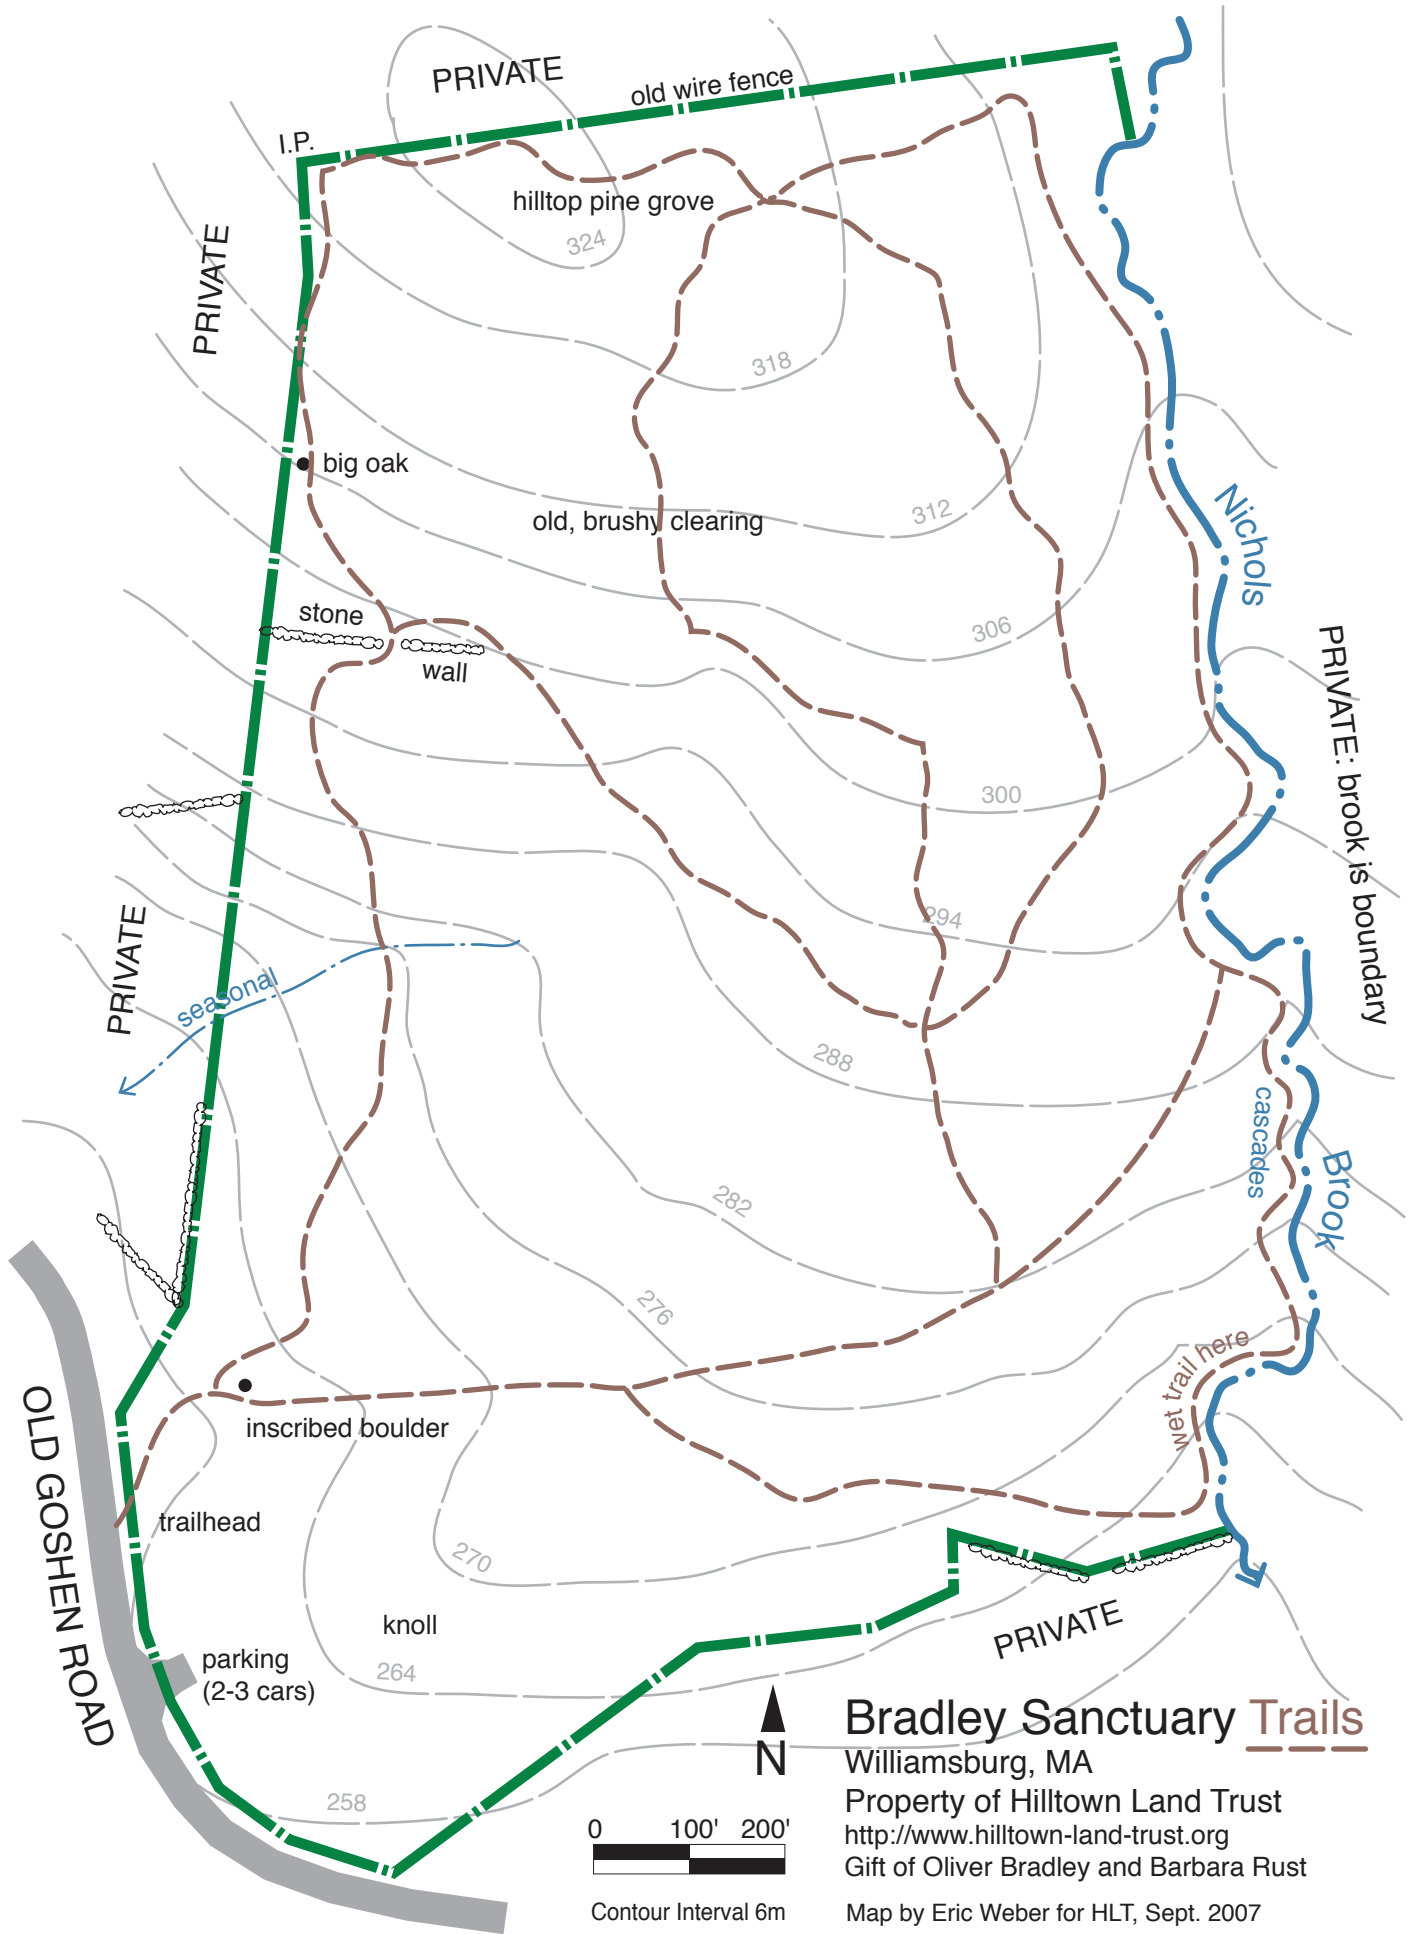 PRIVATE
old wire fence
I.P.
hilltop pine grove
324
PRIVATE
318
big oak
312
old, brushy clearing
Nichols
stone
306
wall
PRIVATE: brook is boundary
300
294
PRIVATE
seasonal
288
cascades
Brook
282
276
wet trail here
OLD GOSHEN ROAD
inscribed boulder
trailhead
270
knoll
PRIVATE
264
parking
(2-3 cars)
258
N
0 100' 200'
Contour Interval 6m
Bradley Sanctuary Trails
Williamsburg, MA
Property of Hilltown Land Trust
http://www.hilltown-land-trust.org
Gift of Oliver Bradley and Barbara Rust
Map by Eric Weber for HLT, Sept. 2007